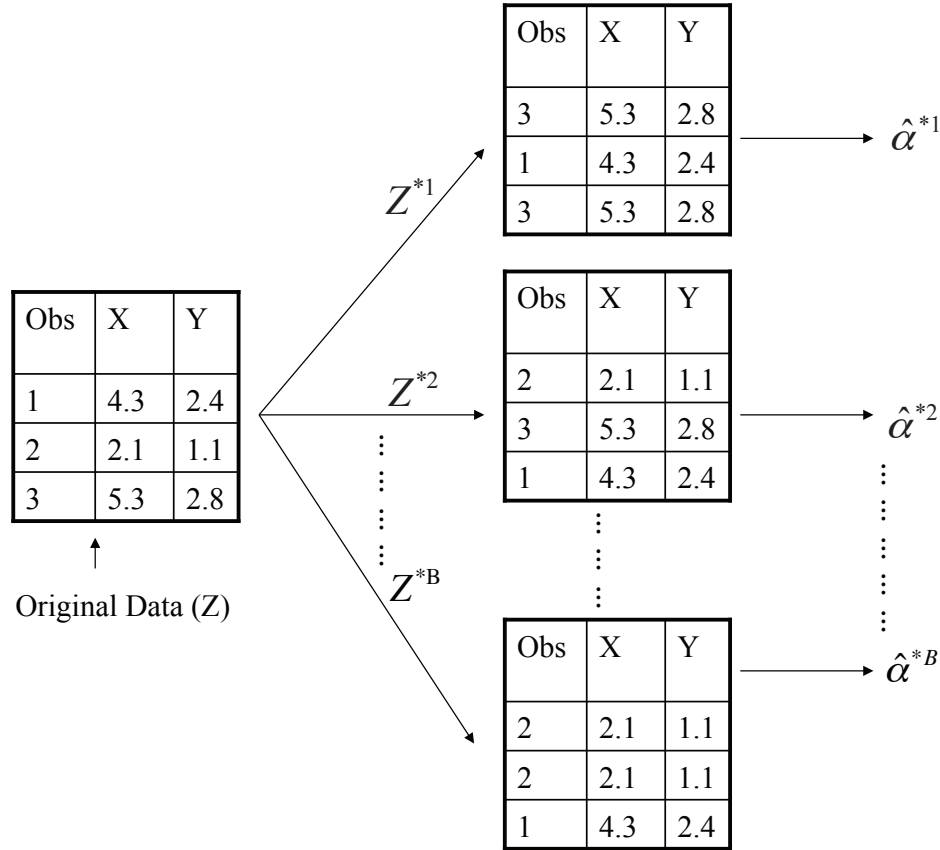 Obs X Y
3 5.3 2.8
1 4.3 2.4
3 5.3 2.8
α̂*1
Z*1
Obs X Y
1 4.3 2.4
2 2.1 1.1
3 5.3 2.8
Original Data (Z)
Z*2
Obs X Y
2 2.1 1.1
3 5.3 2.8
1 4.3 2.4
α̂*2
Z*B
Obs X Y
2 2.1 1.1
2 2.1 1.1
1 4.3 2.4
α̂*B